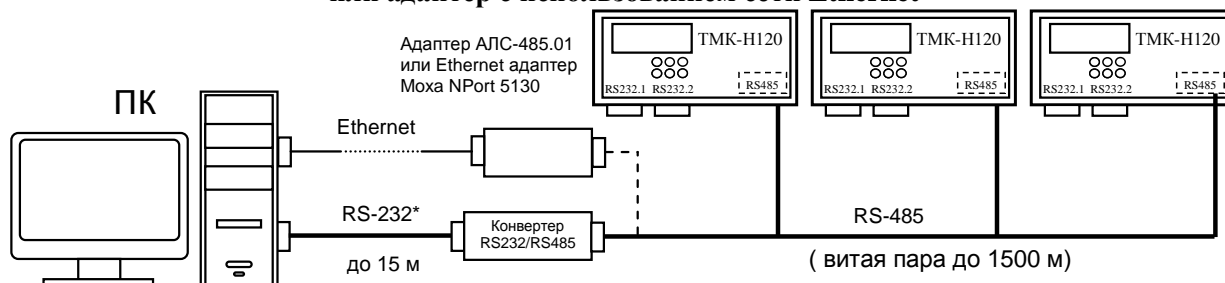 или адаптер с использованием сети Ethernet
Адаптер АЛС-485.01
или Ethernet адаптер
Moxa NPort 5130
ТМК-Н120
RS232.1 RS232.2
RS485
ТМК-Н120
RS232.1 RS232.2
RS485
ТМК-Н120
RS232.1 RS232.2
RS485
ПК
Ethernet
RS-232*
Конвертер
RS232/RS485
RS-485
до 15 м
( витая пара до 1500 м)